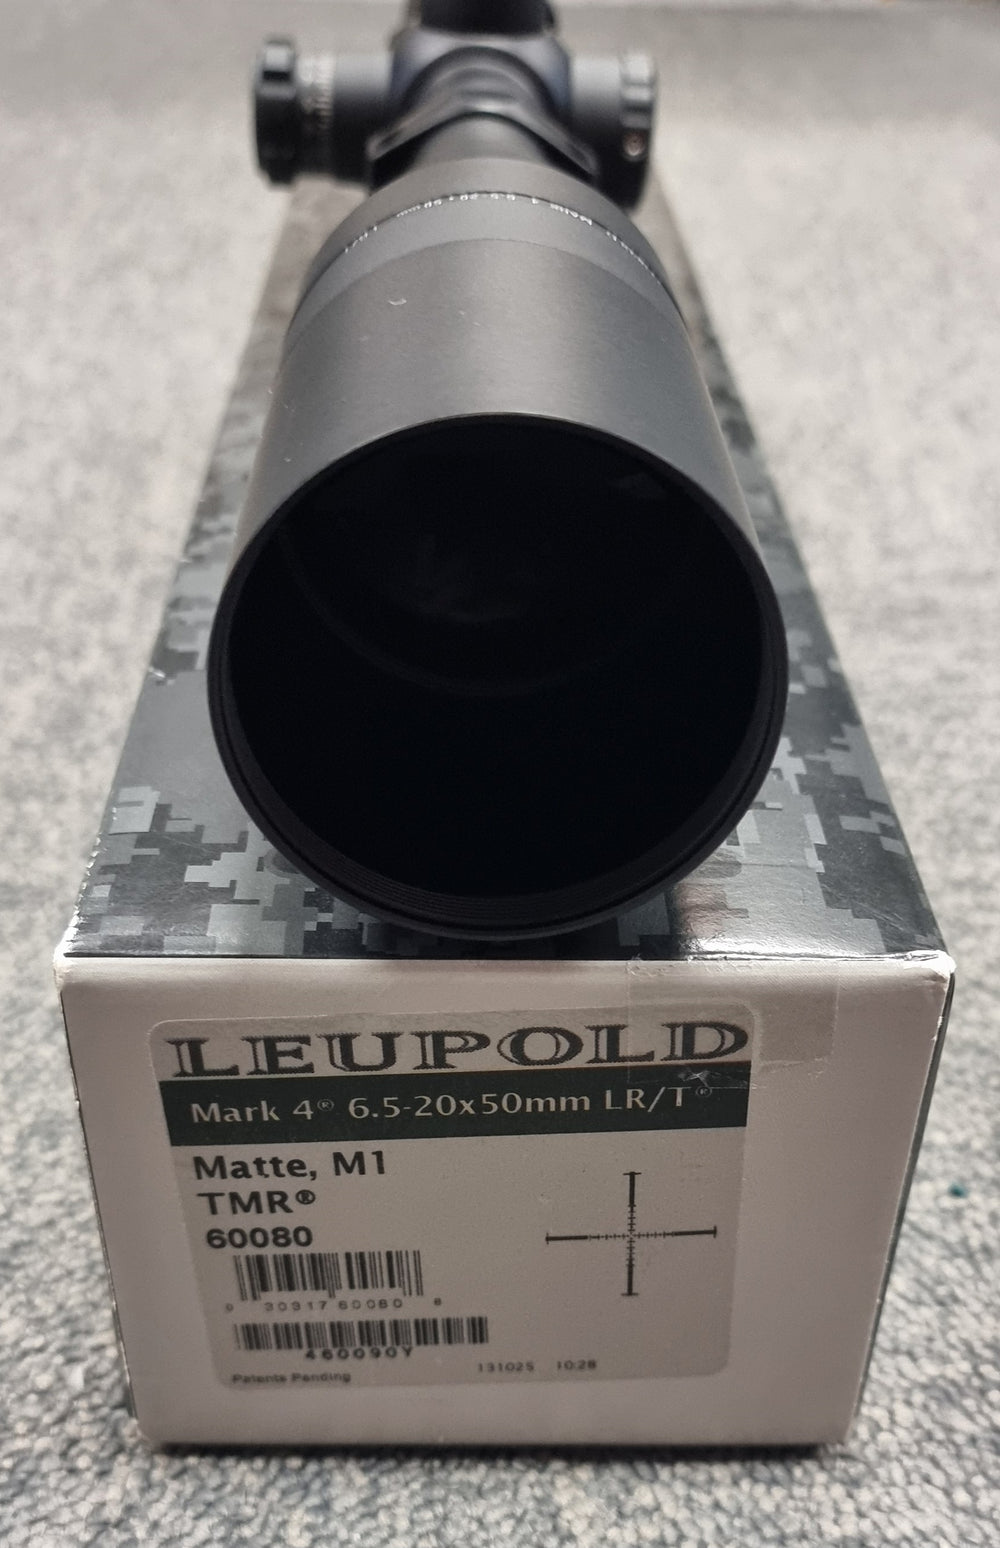 LEUPOLD
Mark 4® 6.5-20x50mm LR/T®
Matte, M1
TMR®
60080
0 30317 60080 8
460090Y
Patents Pending 131025 10:28